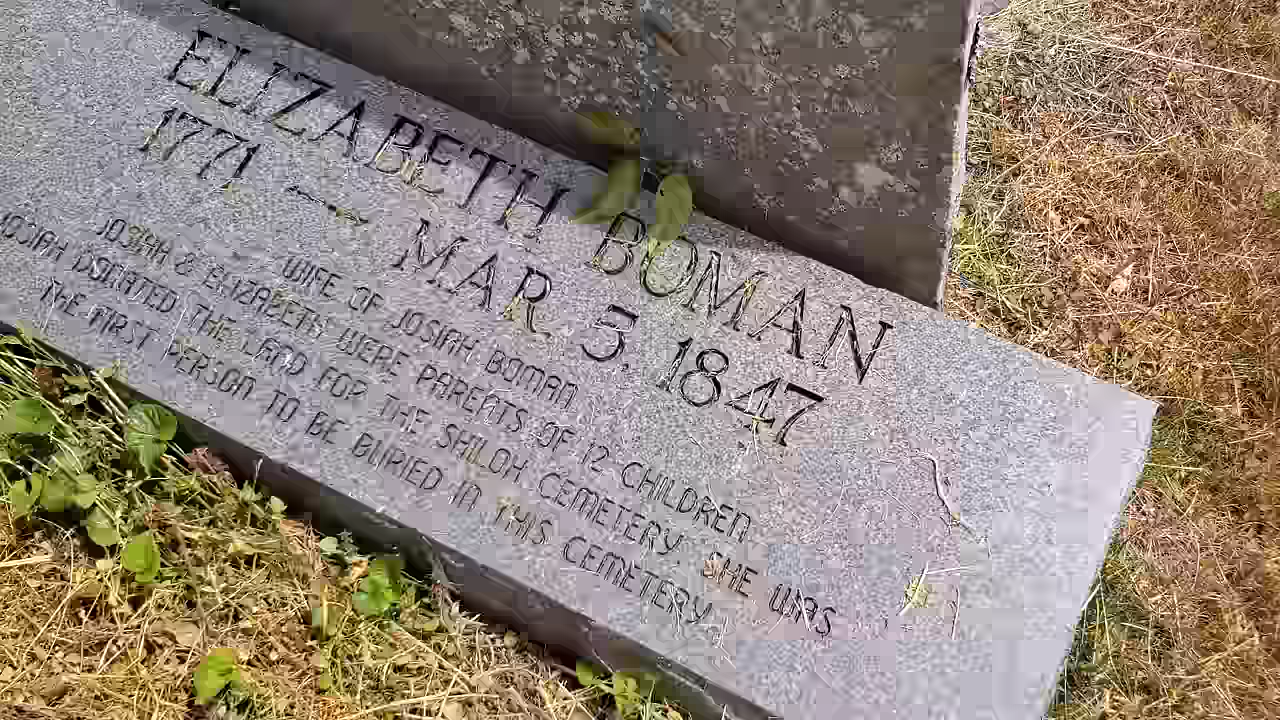 ELIZABETH BOMAN
1771 — MAR 3, 1847
WIFE OF JOSIAH BOMAN
JOSIAH & ELIZABETH WERE PARENTS OF 12 CHILDREN
JOSIAH DONATED THE LAND FOR THE SHILOH CEMETERY. SHE WAS
THE FIRST PERSON TO BE BURIED IN THIS CEMETERY.